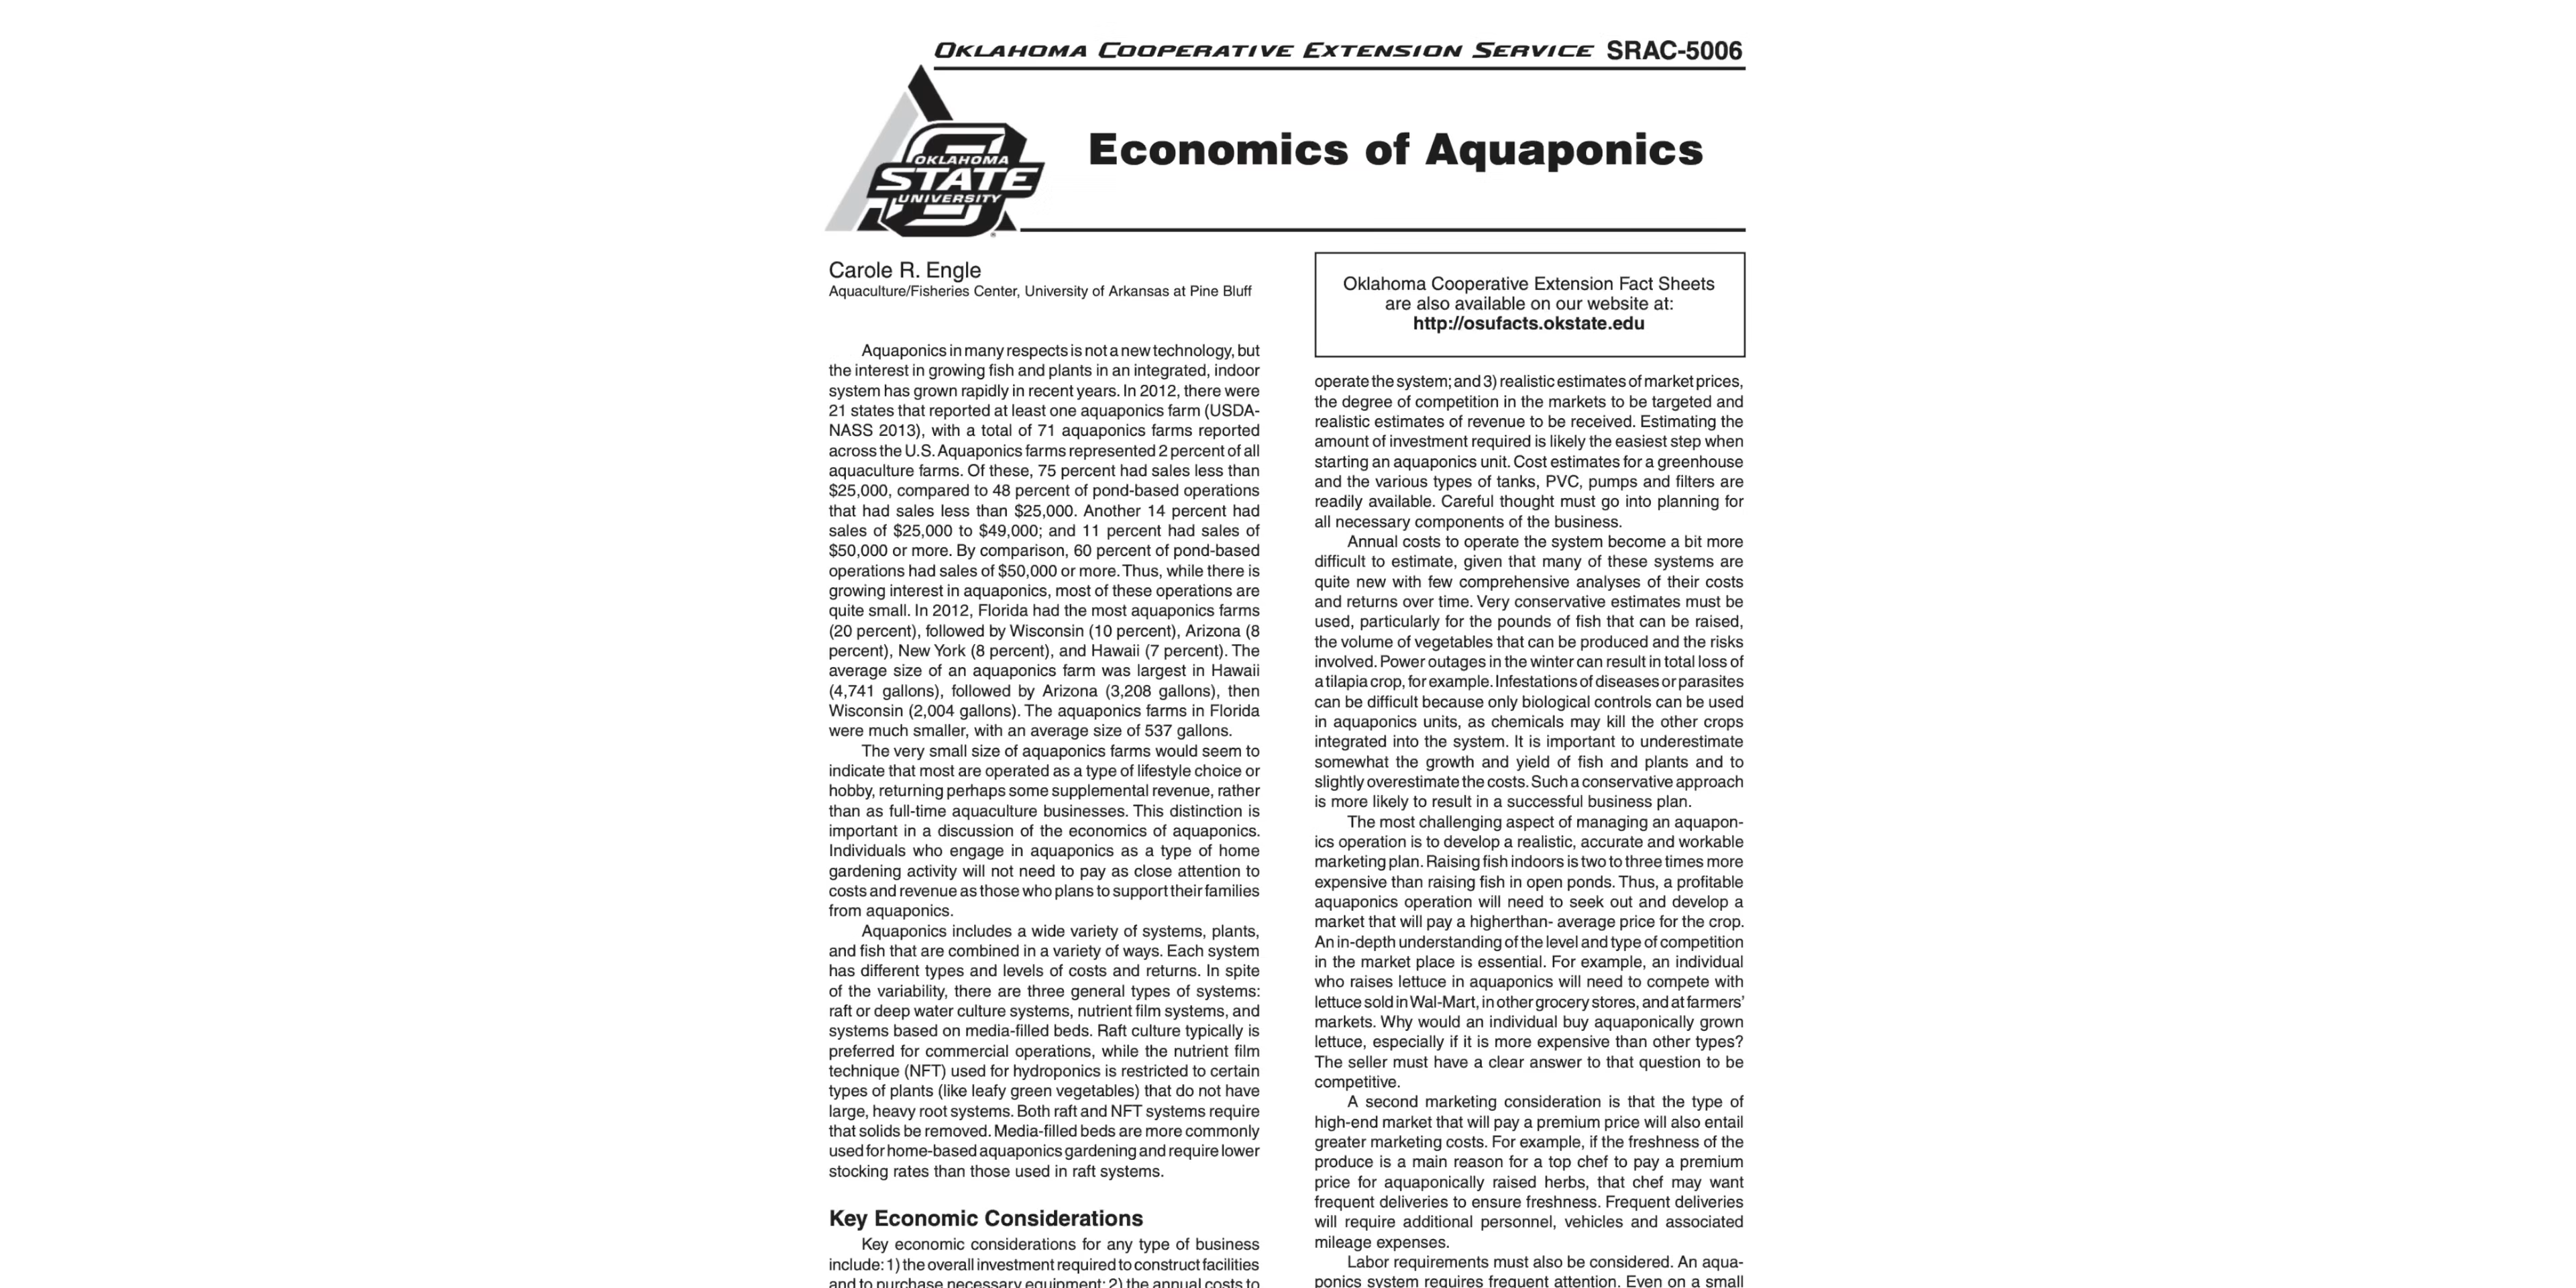 OKLAHOMA COOPERATIVE EXTENSION SERVICE SRAC-5006
OKLAHOMA
STATE
UNIVERSITY
®
Economics of Aquaponics
Carole R. Engle
Aquaculture/Fisheries Center, University of Arkansas at Pine Bluff
Aquaponics in many respects is not a new technology, but
the interest in growing fish and plants in an integrated, indoor
system has grown rapidly in recent years. In 2012, there were
21 states that reported at least one aquaponics farm (USDA-
NASS 2013), with a total of 71 aquaponics farms reported
across the U.S. Aquaponics farms represented 2 percent of all
aquaculture farms. Of these, 75 percent had sales less than
$25,000, compared to 48 percent of pond-based operations
that had sales less than $25,000. Another 14 percent had
sales of $25,000 to $49,000; and 11 percent had sales of
$50,000 or more. By comparison, 60 percent of pond-based
operations had sales of $50,000 or more. Thus, while there is
growing interest in aquaponics, most of these operations are
quite small. In 2012, Florida had the most aquaponics farms
(20 percent), followed by Wisconsin (10 percent), Arizona (8
percent), New York (8 percent), and Hawaii (7 percent). The
average size of an aquaponics farm was largest in Hawaii
(4,741 gallons), followed by Arizona (3,208 gallons), then
Wisconsin (2,004 gallons). The aquaponics farms in Florida
were much smaller, with an average size of 537 gallons.
The very small size of aquaponics farms would seem to
indicate that most are operated as a type of lifestyle choice or
hobby, returning perhaps some supplemental revenue, rather
than as full-time aquaculture businesses. This distinction is
important in a discussion of the economics of aquaponics.
Individuals who engage in aquaponics as a type of home
gardening activity will not need to pay as close attention to
costs and revenue as those who plans to support their families
from aquaponics.
Aquaponics includes a wide variety of systems, plants,
and fish that are combined in a variety of ways. Each system
has different types and levels of costs and returns. In spite
of the variability, there are three general types of systems:
raft or deep water culture systems, nutrient film systems, and
systems based on media-filled beds. Raft culture typically is
preferred for commercial operations, while the nutrient film
technique (NFT) used for hydroponics is restricted to certain
types of plants (like leafy green vegetables) that do not have
large, heavy root systems. Both raft and NFT systems require
that solids be removed. Media-filled beds are more commonly
used for home-based aquaponics gardening and require lower
stocking rates than those used in raft systems.
Key Economic Considerations
Key economic considerations for any type of business
include: 1) the overall investment required to construct facilities
and to purchase necessary equipment; 2) the annual costs to
Oklahoma Cooperative Extension Fact Sheets
are also available on our website at:
http://osufacts.okstate.edu
operate the system; and 3) realistic estimates of market prices,
the degree of competition in the markets to be targeted and
realistic estimates of revenue to be received. Estimating the
amount of investment required is likely the easiest step when
starting an aquaponics unit. Cost estimates for a greenhouse
and the various types of tanks, PVC, pumps and filters are
readily available. Careful thought must go into planning for
all necessary components of the business.
Annual costs to operate the system become a bit more
difficult to estimate, given that many of these systems are
quite new with few comprehensive analyses of their costs
and returns over time. Very conservative estimates must be
used, particularly for the pounds of fish that can be raised,
the volume of vegetables that can be produced and the risks
involved. Power outages in the winter can result in total loss of
a tilapia crop, for example. Infestations of diseases or parasites
can be difficult because only biological controls can be used
in aquaponics units, as chemicals may kill the other crops
integrated into the system. It is important to underestimate
somewhat the growth and yield of fish and plants and to
slightly overestimate the costs. Such a conservative approach
is more likely to result in a successful business plan.
The most challenging aspect of managing an aquapon-
ics operation is to develop a realistic, accurate and workable
marketing plan. Raising fish indoors is two to three times more
expensive than raising fish in open ponds. Thus, a profitable
aquaponics operation will need to seek out and develop a
market that will pay a higherthan- average price for the crop.
An in-depth understanding of the level and type of competition
in the market place is essential. For example, an individual
who raises lettuce in aquaponics will need to compete with
lettuce sold in Wal-Mart, in other grocery stores, and at farmers’
markets. Why would an individual buy aquaponically grown
lettuce, especially if it is more expensive than other types?
The seller must have a clear answer to that question to be
competitive.
A second marketing consideration is that the type of
high-end market that will pay a premium price will also entail
greater marketing costs. For example, if the freshness of the
produce is a main reason for a top chef to pay a premium
price for aquaponically raised herbs, that chef may want
frequent deliveries to ensure freshness. Frequent deliveries
will require additional personnel, vehicles and associated
mileage expenses.
Labor requirements must also be considered. An aqua-
ponics system requires frequent attention. Even on a small